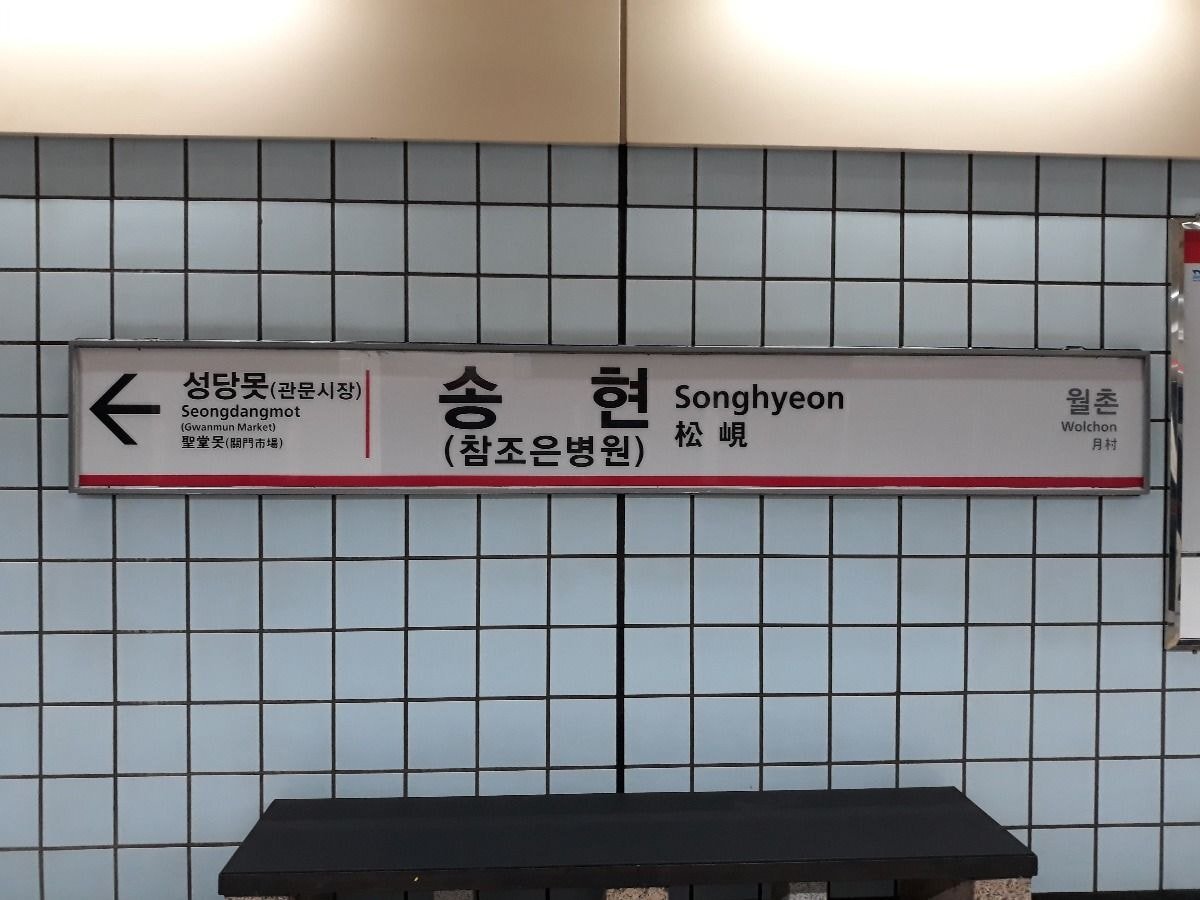 성당못(관문시장)
Seongdangmot
(Gwanmun Market)
聖堂못(關門市場)
송현
(참조은병원)
Songhyeon
松峴
월촌
Wolchon
月村